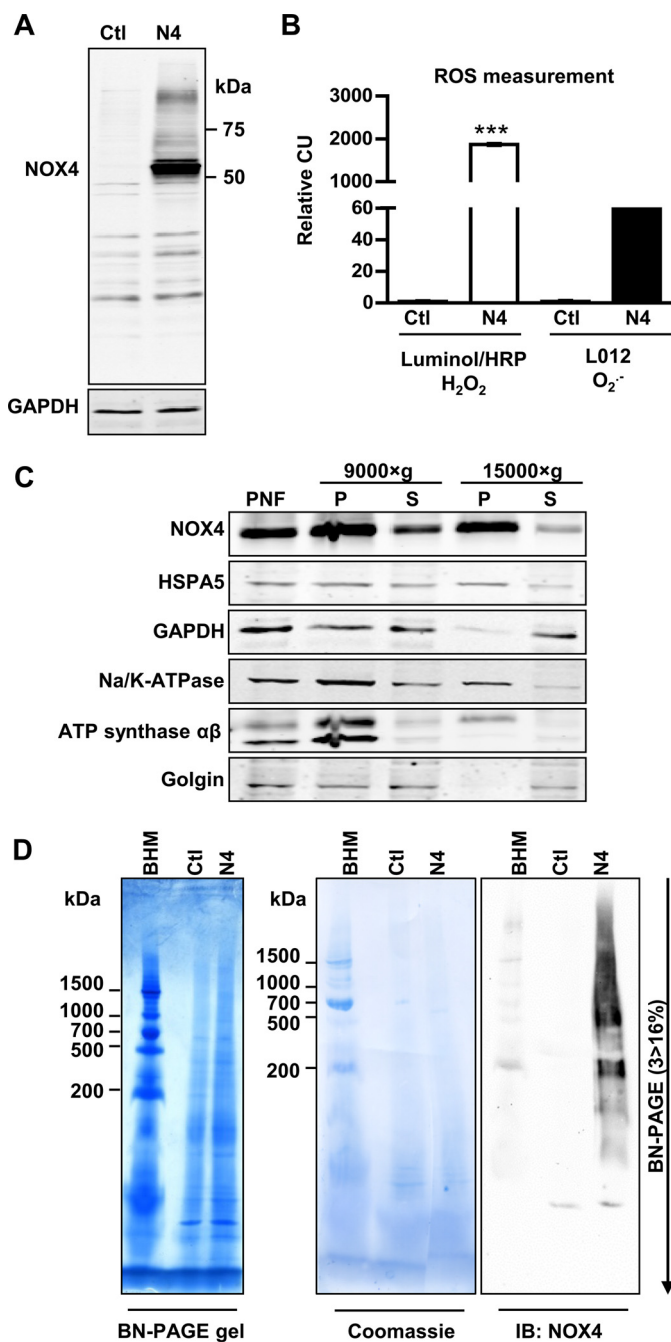 A
Ctl N4
kDa
75
NOX4
50
GAPDH
B
ROS measurement
Relative CU
3000
2000
1000
60
40
20
0
Ctl N4 Ctl N4
Luminol/HRP L012
H₂O₂ O₂·-
C
9000×g 15000×g
PNF P S P S
NOX4
HSPA5
GAPDH
Na/K-ATPase
ATP synthase αβ
Golgin
D
BHM Ctl N4
kDa
1500
1000
700
500
200
BN-PAGE gel
BHM Ctl N4
kDa
1500
1000
700
500
200
Coomassie
BHM Ctl N4
IB: NOX4
BN-PAGE (3>16%)